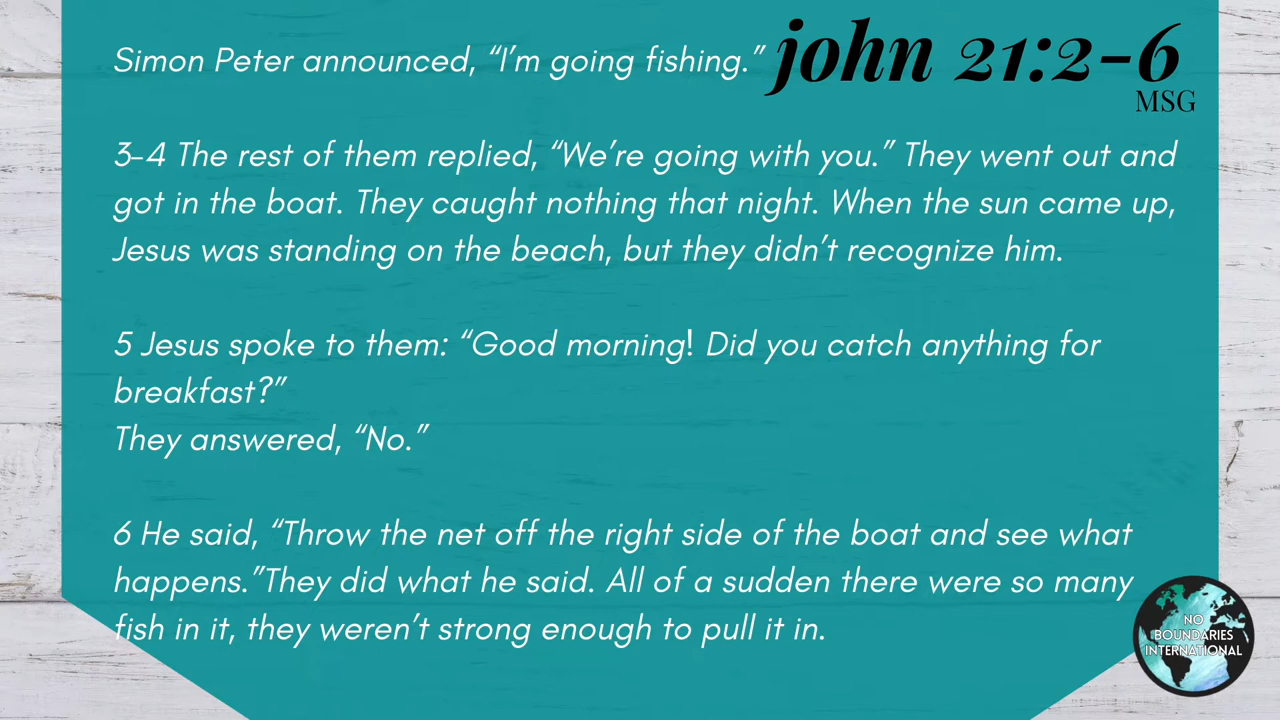 john 21:2-6
MSG
Simon Peter announced, “I’m going fishing.”
3-4 The rest of them replied, “We’re going with you.” They went out and
got in the boat. They caught nothing that night. When the sun came up,
Jesus was standing on the beach, but they didn’t recognize him.
5 Jesus spoke to them: “Good morning! Did you catch anything for
breakfast?”
They answered, “No.”
6 He said, “Throw the net off the right side of the boat and see what
happens.”They did what he said. All of a sudden there were so many
fish in it, they weren’t strong enough to pull it in.
NO
BOUNDARIES
INTERNATIONAL